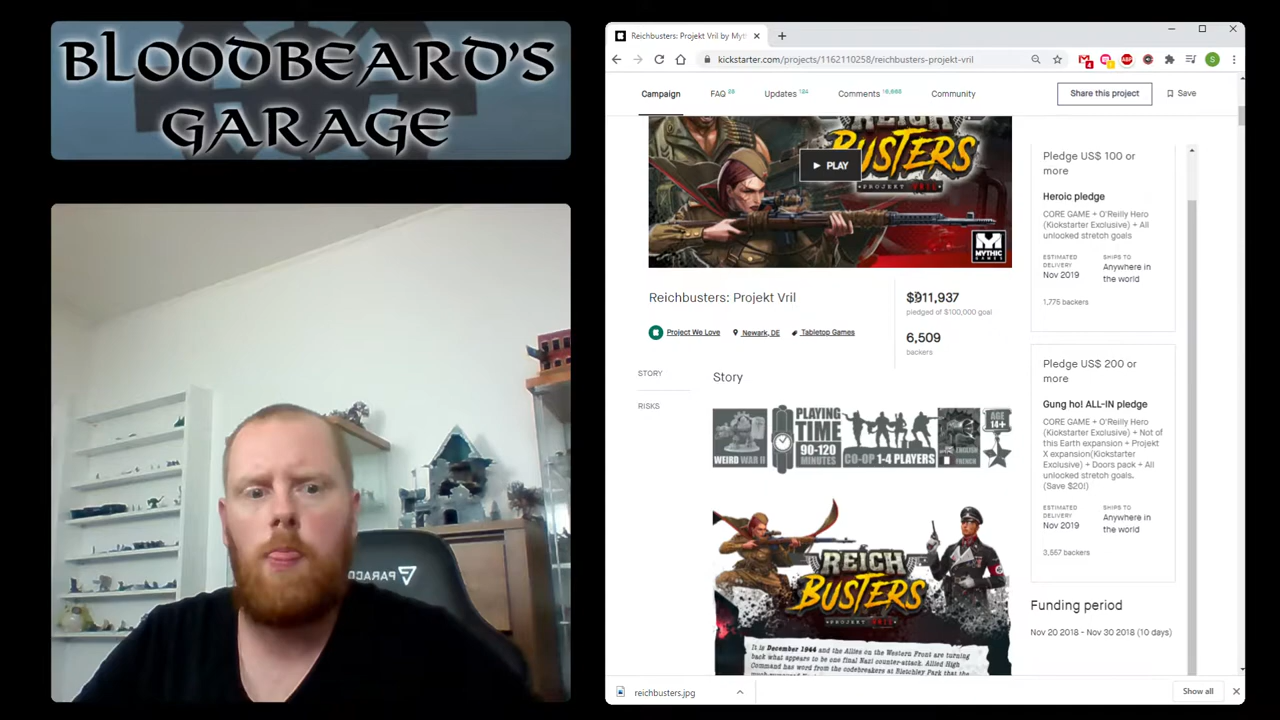 BLOODBEARD'S
GARAGE
PARACO
Reichbusters: Projekt Vril by Myth
kickstarter.com/projects/1162110258/reichbusters-projekt-vril
Campaign
FAQ 28
Updates 124
Comments 16,666
Community
Share this project
Save
REICH
BUSTERS
PROJEKT VRIL
PLAY
MYTHIC
GAMES
Reichbusters: Projekt Vril
$911,937
pledged of $100,000 goal
6,509
backers
Project We Love
Newark, DE
Tabletop Games
STORY
RISKS
Story
WEIRD WAR II
PLAYING
TIME
90-120
MINUTES
CO-OP 1-4 PLAYERS
ENGLISH
FRENCH
AGE
14+
REICH
BUSTERS
PROJEKT VRIL
It is December 1944 and the Allies on the Western Front are turning
back what appears to be one final Nazi counter-attack. Allied High
Command has word from the codebreakers at Bletchley Park that the
Pledge US$ 100 or
more
Heroic pledge
CORE GAME + O'Reilly Hero
(Kickstarter Exclusive) + All
unlocked stretch goals
ESTIMATED
DELIVERY
Nov 2019
SHIPS TO
Anywhere in
the world
1,775 backers
Pledge US$ 200 or
more
Gung ho! ALL-IN pledge
CORE GAME + O'Reilly Hero
(Kickstarter Exclusive) + Not of
this Earth expansion + Projekt
X expansion(Kickstarter
Exclusive) + Doors pack + All
unlocked stretch goals.
(Save $20!)
ESTIMATED
DELIVERY
Nov 2019
SHIPS TO
Anywhere in
the world
3,557 backers
Funding period
Nov 20 2018 - Nov 30 2018 (10 days)
reichbusters.jpg
Show all